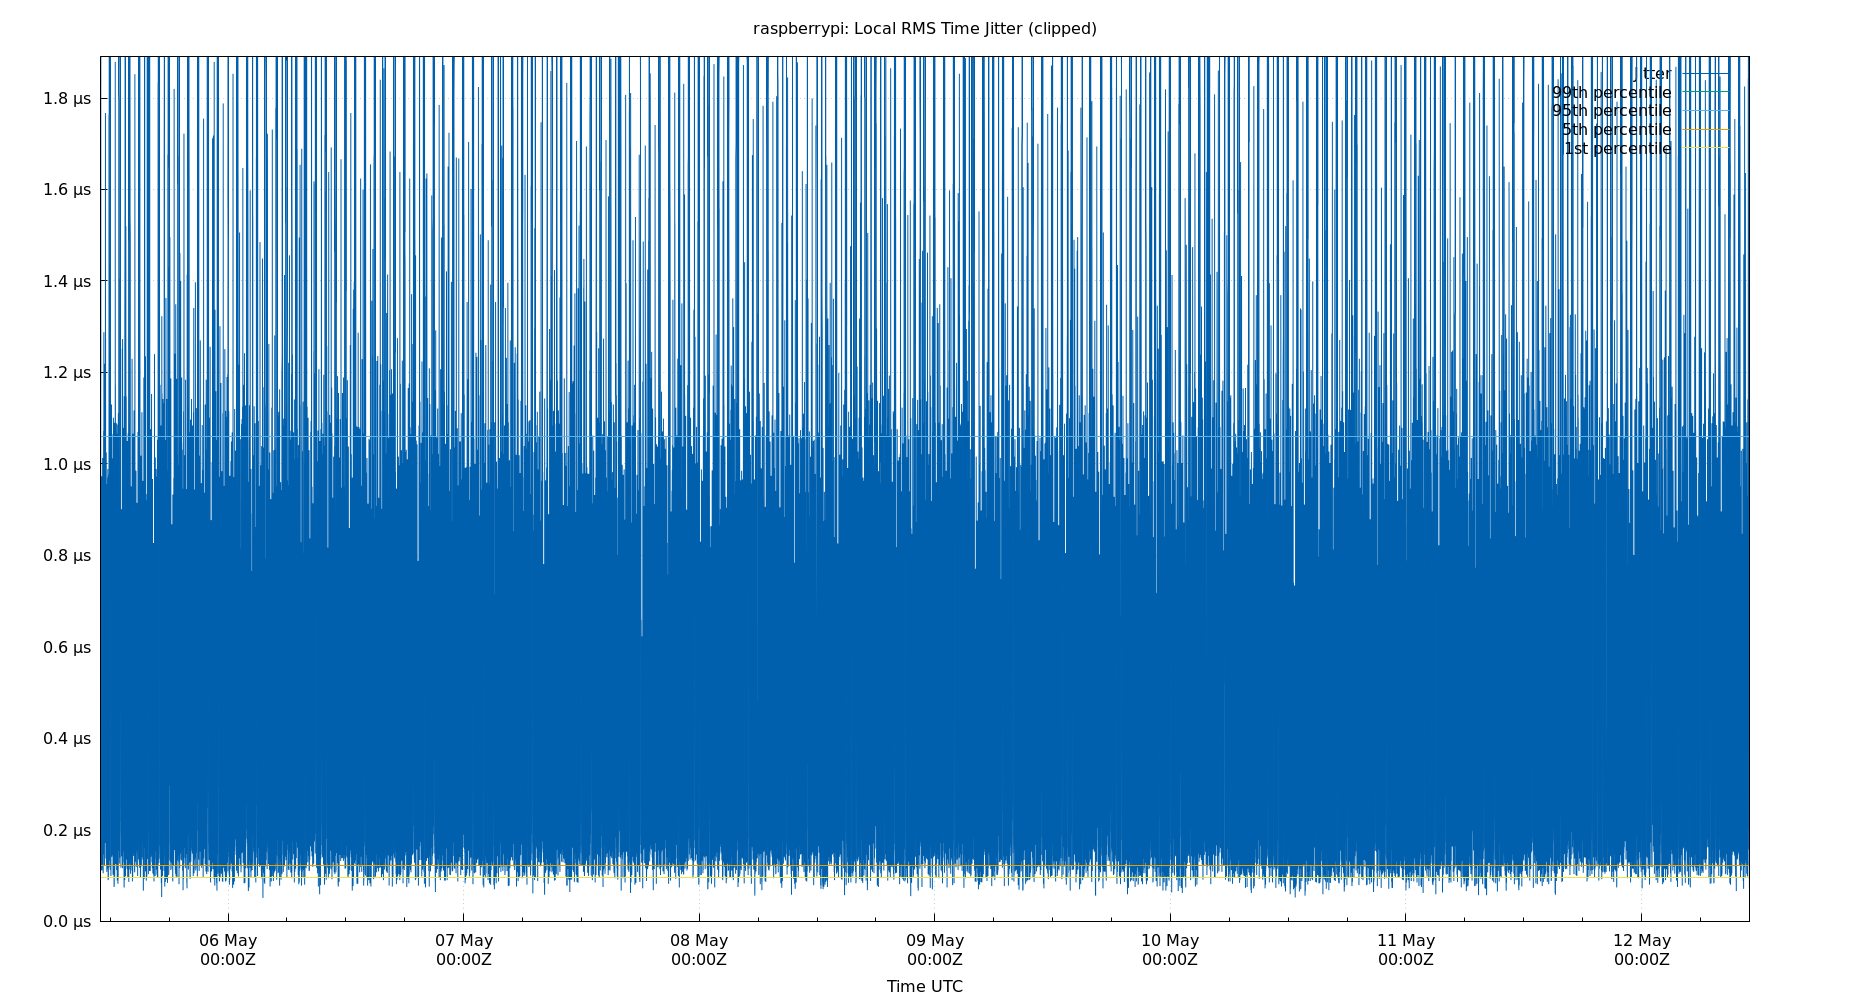 raspberrypi: Local RMS Time Jitter (clipped)
Jitter
99th percentile
95th percentile
5th percentile
1st percentile
1.8 µs
1.6 µs
1.4 µs
1.2 µs
1.0 µs
0.8 µs
0.6 µs
0.4 µs
0.2 µs
0.0 µs
06 May 07 May 08 May 09 May 10 May 11 May 12 May
00:00Z 00:00Z 00:00Z 00:00Z 00:00Z 00:00Z 00:00Z
Time UTC